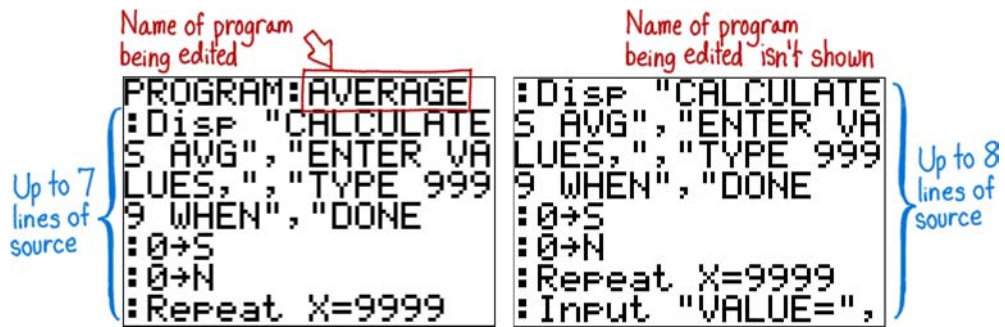 Name of program
being edited
PROGRAM:AVERAGE
:Disp "CALCULATE
S AVG","ENTER VA
LUES,","TYPE 999
9 WHEN","DONE
:0→S
:0→N
:Repeat X=9999
Up to 7
lines of
source
Name of program
being edited isn't shown
:Disp "CALCULATE
S AVG","ENTER VA
LUES,","TYPE 999
9 WHEN","DONE
:0→S
:0→N
:Repeat X=9999
:Input "VALUE=",
Up to 8
lines of
source